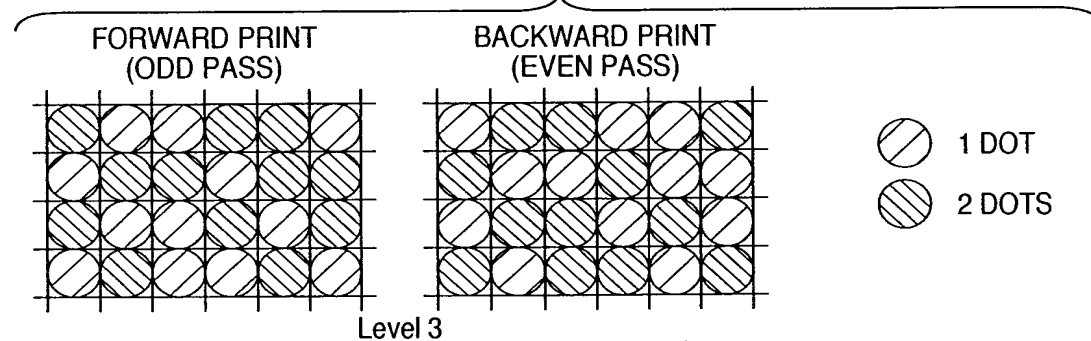 FORWARD PRINT
(ODD PASS)
BACKWARD PRINT
(EVEN PASS)
1 DOT
2 DOTS
Level 3